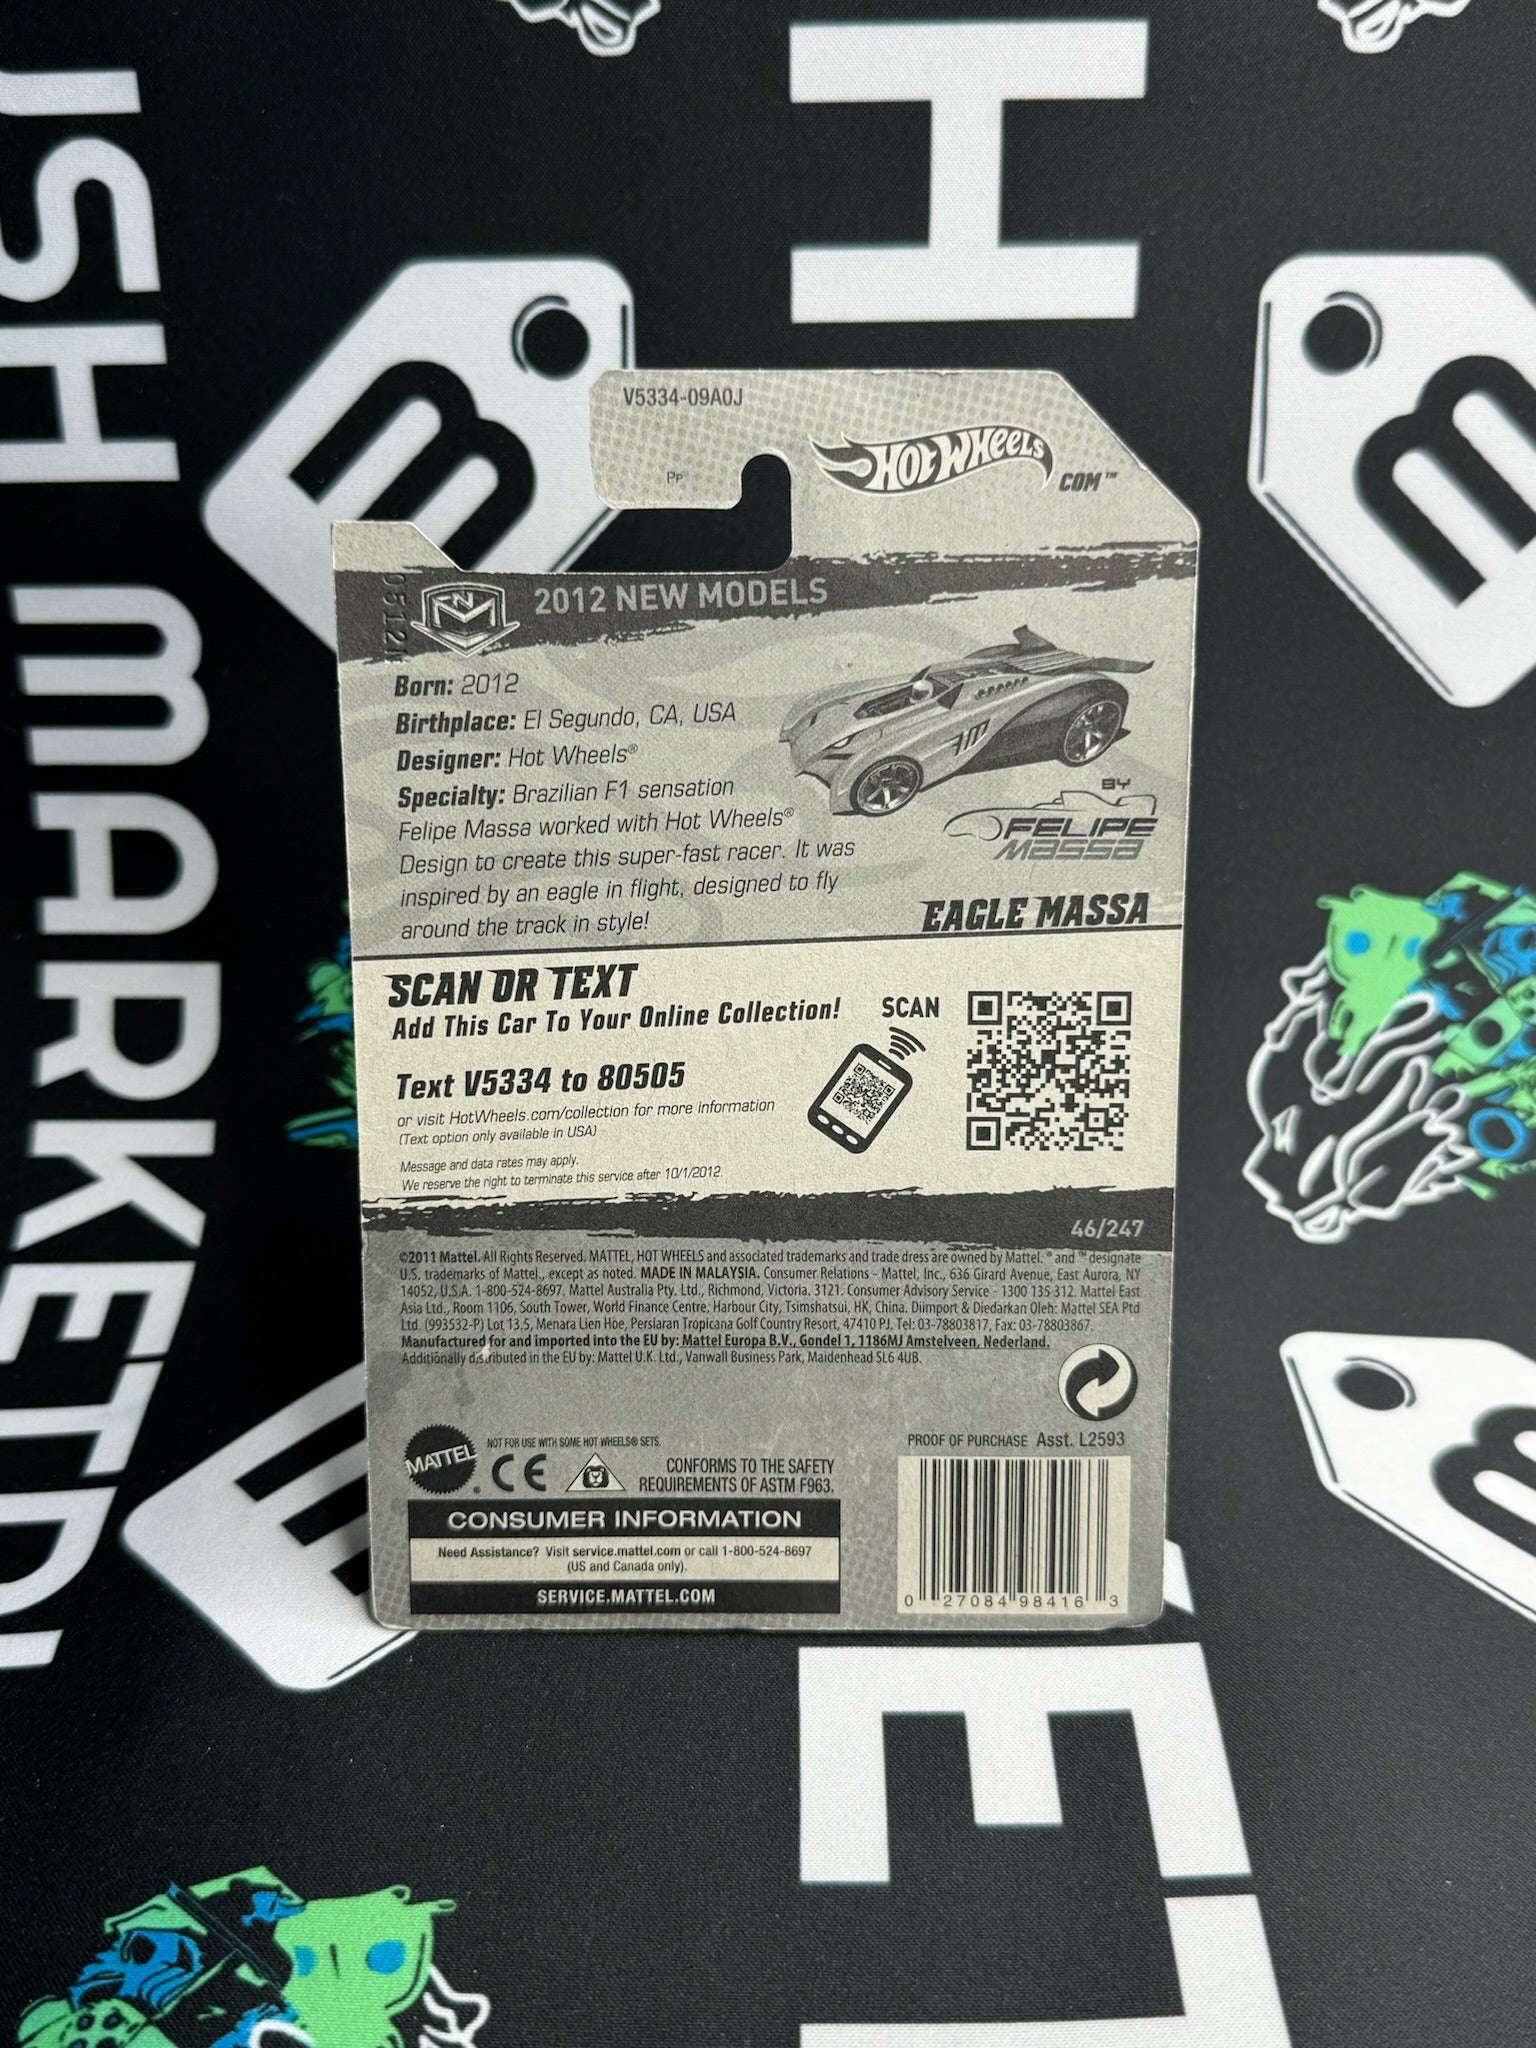 V5334-09A0J
PP
HOT WHEELS
.COM™
NM
2012 NEW MODELS
Born: 2012
Birthplace: El Segundo, CA, USA
Designer: Hot Wheels®
Specialty: Brazilian F1 sensation
Felipe Massa worked with Hot Wheels®
Design to create this super-fast racer. It was
inspired by an eagle in flight, designed to fly
around the track in style!
BY
FELIPE
MASSA
EAGLE MASSA
SCAN OR TEXT
Add This Car To Your Online Collection!
SCAN
Text V5334 to 80505
or visit HotWheels.com/collection for more information
(Text option only available in USA)
Message and data rates may apply.
We reserve the right to terminate this service after 10/1/2012.
46/247
©2011 Mattel. All Rights Reserved. MATTEL, HOT WHEELS and associated trademarks and trade dress are owned by Mattel. ® and ™ designate
U.S. trademarks of Mattel., except as noted. MADE IN MALAYSIA. Consumer Relations - Mattel, Inc., 636 Girard Avenue, East Aurora, NY
14052, U.S.A. 1-800-524-8697. Mattel Australia Pty. Ltd., Richmond, Victoria. 3121. Consumer Advisory Service - 1300 135 312. Mattel East
Asia Ltd., Room 1106, South Tower, World Finance Centre, Harbour City, Tsimshatsui, HK, China. Diimport & Diedarkan Oleh: Mattel SEA Ptd
Ltd. (993532-P) Lot 13.5, Menara Lien Hoe, Persiaran Tropicana Golf Country Resort, 47410 PJ. Tel: 03-78803817, Fax: 03-78803867.
Manufactured for and imported into the EU by: Mattel Europa B.V., Gondel 1, 1186MJ Amstelveen, Nederland.
Additionally distributed in the EU by: Mattel U.K. Ltd., Vanwall Business Park, Maidenhead SL6 4UB.
MATTEL®
NOT FOR USE WITH SOME HOT WHEELS® SETS.
CE
CONFORMS TO THE SAFETY
REQUIREMENTS OF ASTM F963.
PROOF OF PURCHASE Asst. L2593
CONSUMER INFORMATION
Need Assistance? Visit service.mattel.com or call 1-800-524-8697
(US and Canada only).
SERVICE.MATTEL.COM
0 27084 98416 3
USH MARKETDU
H
ET